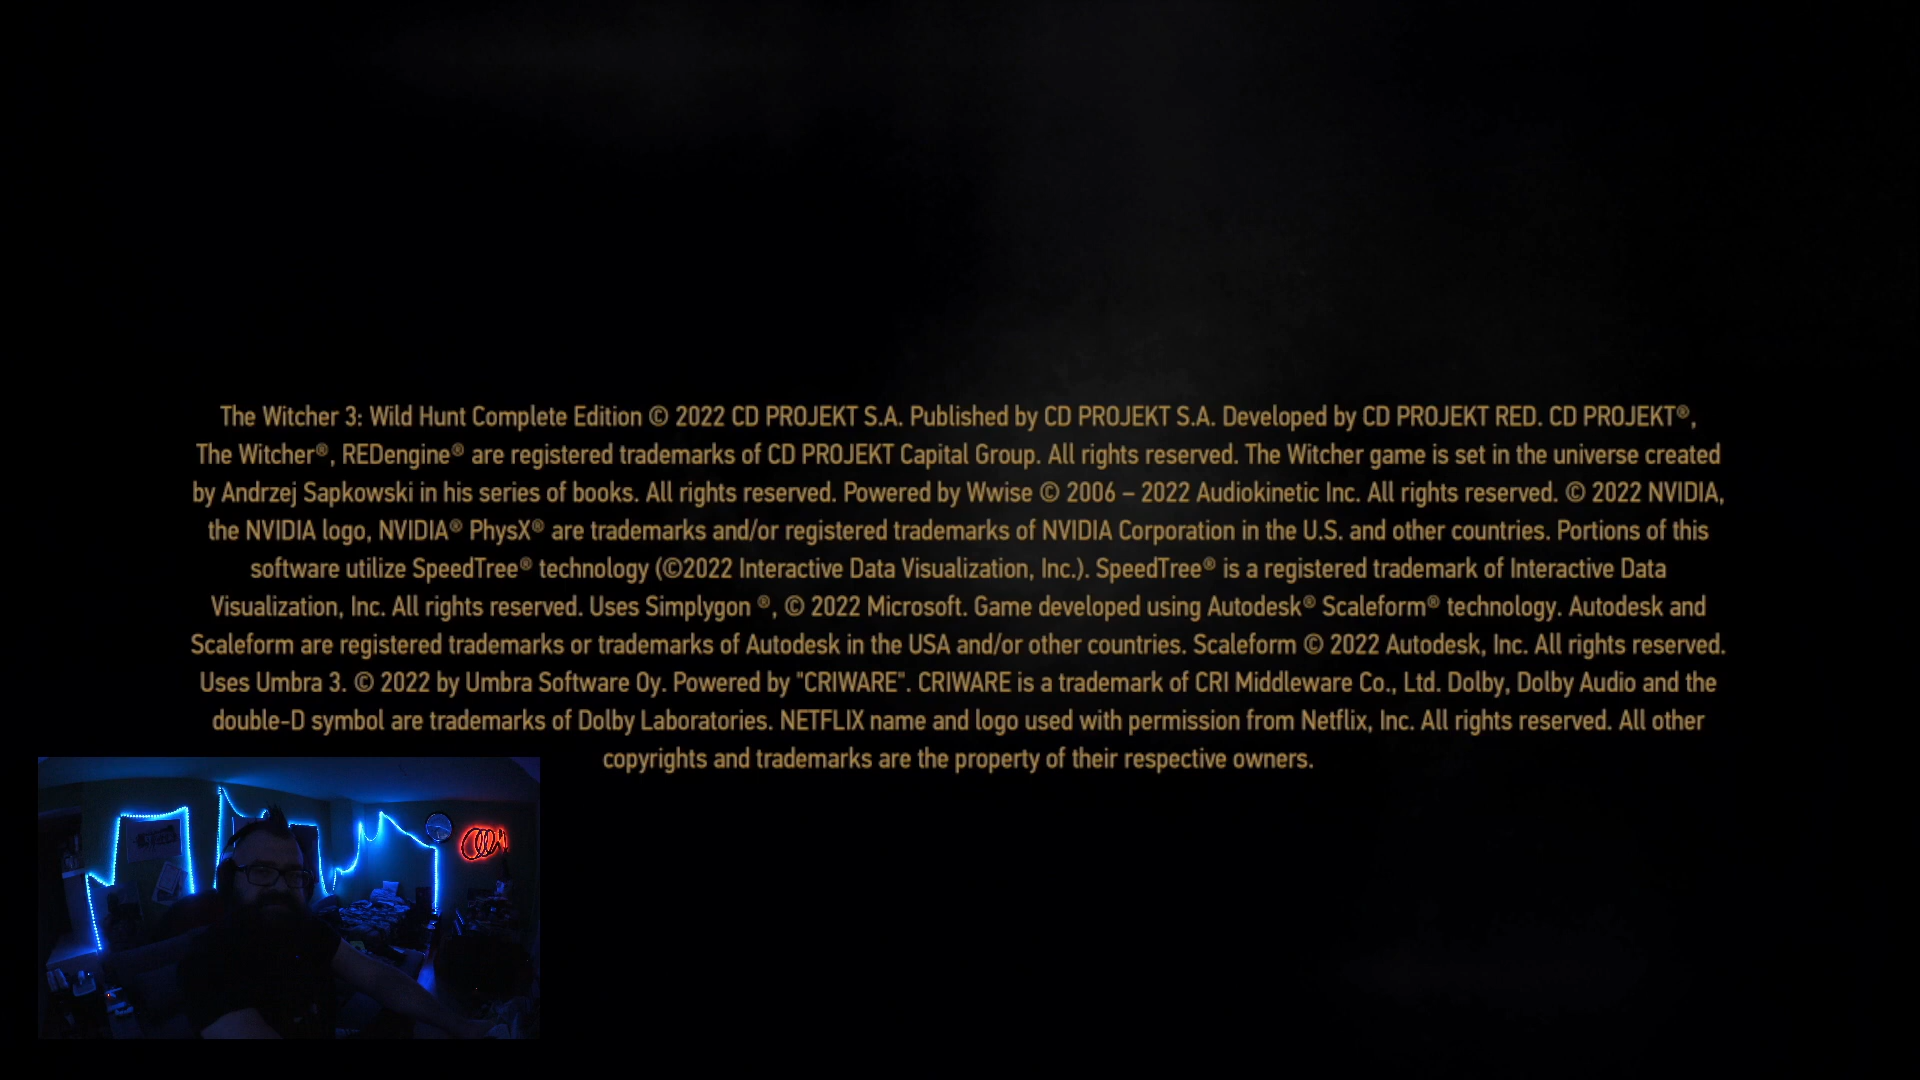 The Witcher 3: Wild Hunt Complete Edition © 2022 CD PROJEKT S.A. Published by CD PROJEKT S.A. Developed by CD PROJEKT RED. CD PROJEKT®,
The Witcher®, REDengine® are registered trademarks of CD PROJEKT Capital Group. All rights reserved. The Witcher game is set in the universe created
by Andrzej Sapkowski in his series of books. All rights reserved. Powered by Wwise © 2006 – 2022 Audiokinetic Inc. All rights reserved. © 2022 NVIDIA,
the NVIDIA logo, NVIDIA® PhysX® are trademarks and/or registered trademarks of NVIDIA Corporation in the U.S. and other countries. Portions of this
software utilize SpeedTree® technology (©2022 Interactive Data Visualization, Inc.). SpeedTree® is a registered trademark of Interactive Data
Visualization, Inc. All rights reserved. Uses Simplygon ®, © 2022 Microsoft. Game developed using Autodesk® Scaleform® technology. Autodesk and
Scaleform are registered trademarks or trademarks of Autodesk in the USA and/or other countries. Scaleform © 2022 Autodesk, Inc. All rights reserved.
Uses Umbra 3. © 2022 by Umbra Software Oy. Powered by "CRIWARE". CRIWARE is a trademark of CRI Middleware Co., Ltd. Dolby, Dolby Audio and the
double-D symbol are trademarks of Dolby Laboratories. NETFLIX name and logo used with permission from Netflix, Inc. All rights reserved. All other
copyrights and trademarks are the property of their respective owners.